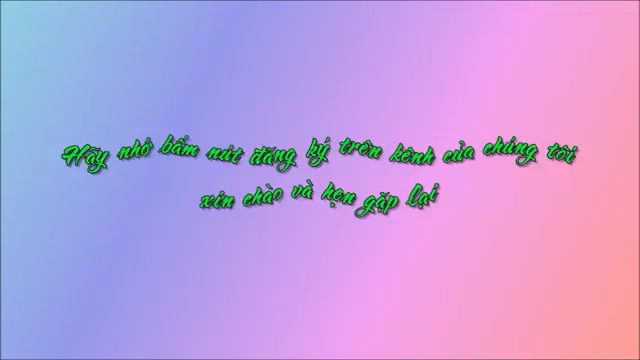 Hãy nhớ bấm nút đăng ký trên kênh của chúng tôi
xin chào và hẹn gặp lại